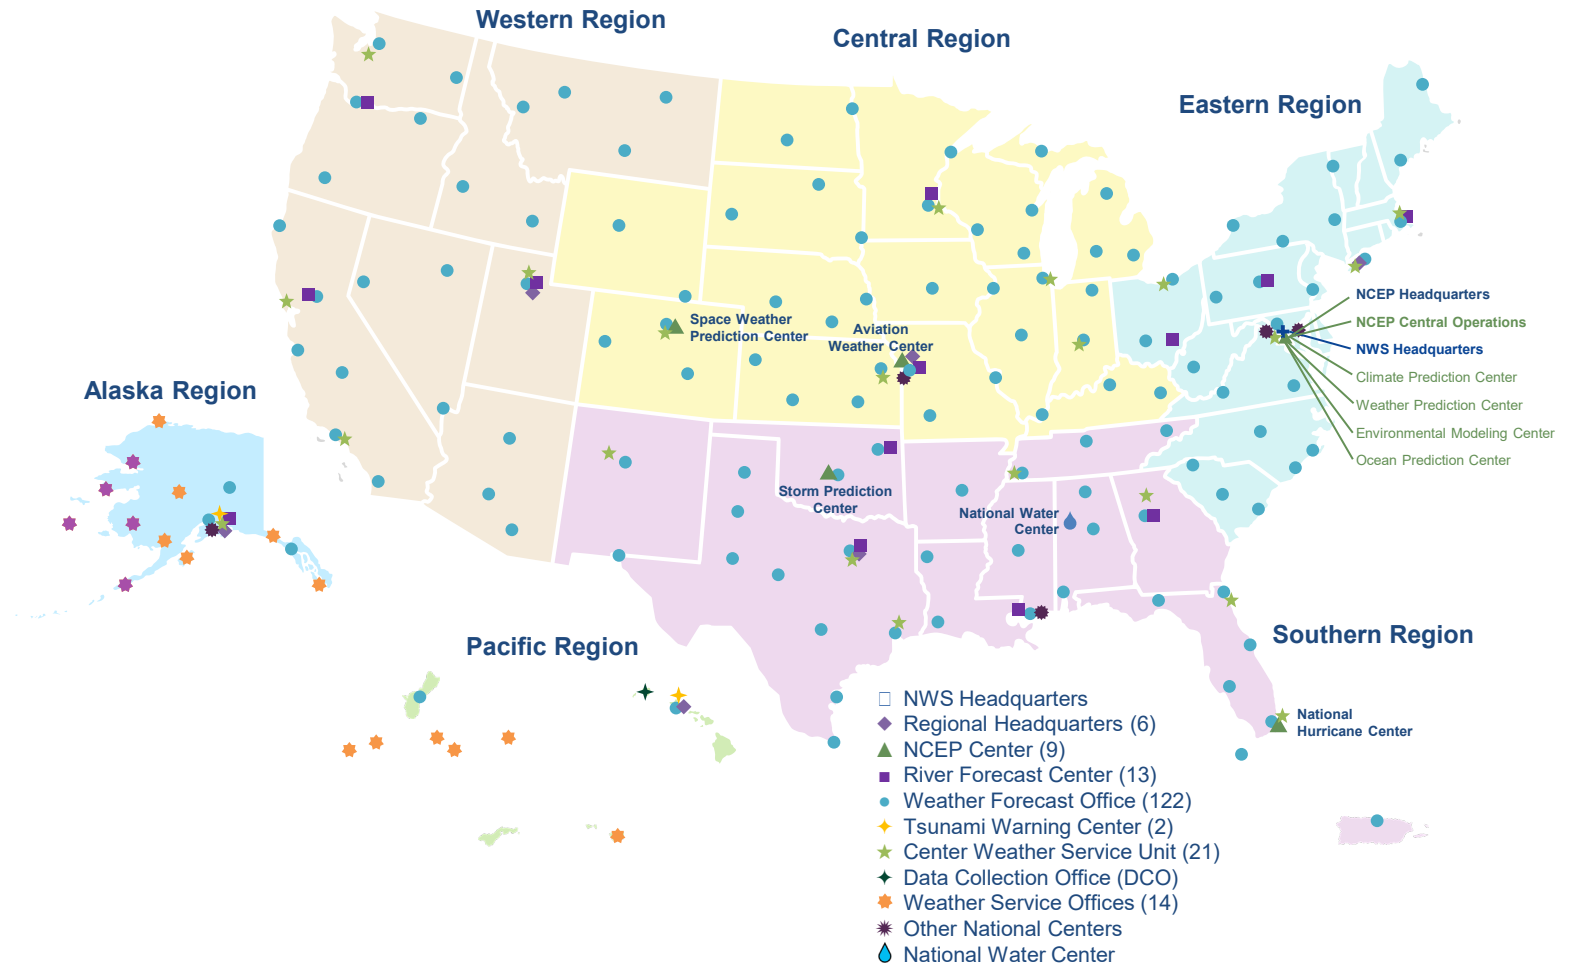 Western Region
Central Region
Eastern Region
NCEP Headquarters
NCEP Central Operations
NWS Headquarters
Climate Prediction Center
Weather Prediction Center
Environmental Modeling Center
Ocean Prediction Center
Space Weather
Prediction Center
Aviation
Weather Center
Alaska Region
Storm Prediction
Center
National Water
Center
Pacific Region
Southern Region
National
Hurricane Center
NWS Headquarters
Regional Headquarters (6)
NCEP Center (9)
River Forecast Center (13)
Weather Forecast Office (122)
Tsunami Warning Center (2)
Center Weather Service Unit (21)
Data Collection Office (DCO)
Weather Service Offices (14)
Other National Centers
National Water Center